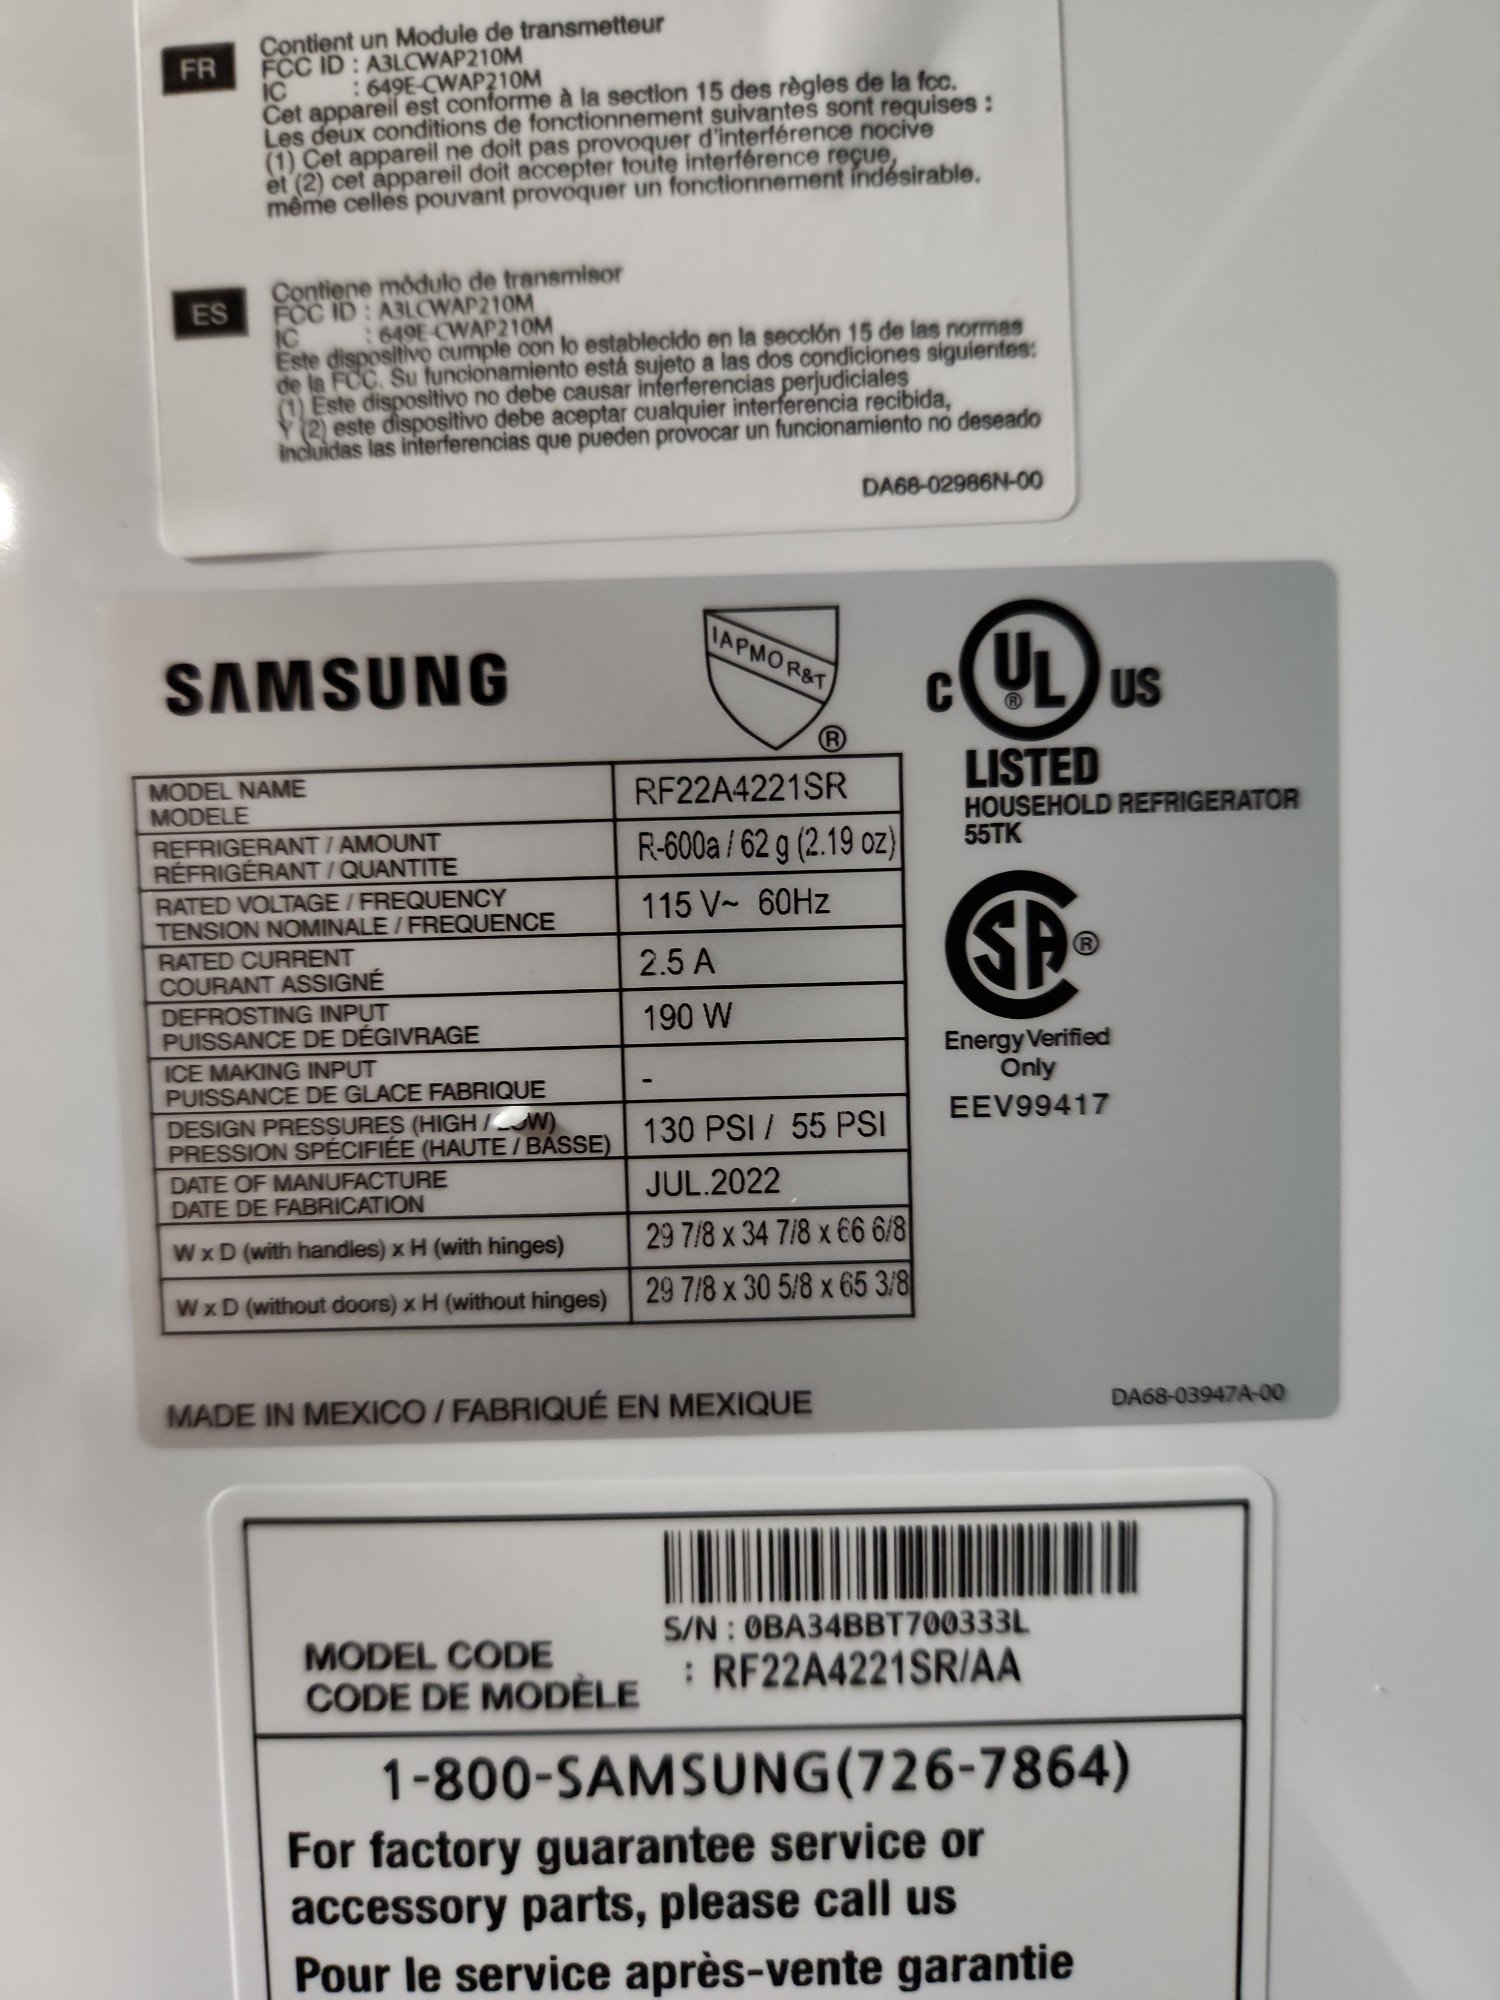 FR
Contient un Module de transmetteur
FCC ID : A3LCWAP210M
IC : 649E-CWAP210M
Cet appareil est conforme à la section 15 des règles de la fcc.
Les deux conditions de fonctionnement suivantes sont requises :
(1) Cet appareil ne doit pas provoquer d'interférence nocive
et (2) cet appareil doit accepter toute interférence reçue,
même celles pouvant provoquer un fonctionnement indésirable.
ES
Contiene módulo de transmisor
FCC ID : A3LCWAP210M
IC : 649E-CWAP210M
Este dispositivo cumple con lo establecido en la sección 15 de las normas
de la FCC. Su funcionamiento está sujeto a las dos condiciones siguientes:
(1) Este dispositivo no debe causar interferencias perjudiciales
Y (2) este dispositivo debe aceptar cualquier interferencia recibida,
incluidas las interferencias que pueden provocar un funcionamiento no deseado
DA68-02986N-00
SAMSUNG
IAPMO R&T
®
C UL ® US
LISTED
HOUSEHOLD REFRIGERATOR
55TK
SA ®
Energy Verified
Only
EEV99417
MODEL NAME
MODELE
RF22A4221SR
REFRIGERANT / AMOUNT
RÉFRIGÉRANT / QUANTITE
R-600a / 62 g (2.19 oz)
RATED VOLTAGE / FREQUENCY
TENSION NOMINALE / FREQUENCE
115 V~ 60Hz
RATED CURRENT
COURANT ASSIGNÉ
2.5 A
DEFROSTING INPUT
PUISSANCE DE DÉGIVRAGE
190 W
ICE MAKING INPUT
PUISSANCE DE GLACE FABRIQUE
-
DESIGN PRESSURES (HIGH / LOW)
PRESSION SPÉCIFIÉE (HAUTE / BASSE)
130 PSI / 55 PSI
DATE OF MANUFACTURE
DATE DE FABRICATION
JUL.2022
W x D (with handles) x H (with hinges)
29 7/8 x 34 7/8 x 66 6/8
W x D (without doors) x H (without hinges)
29 7/8 x 30 5/8 x 65 3/8
MADE IN MEXICO / FABRIQUÉ EN MEXIQUE
DA68-03947A-00
S/N : 0BA34BBT700333L
MODEL CODE
CODE DE MODÈLE
: RF22A4221SR/AA
1-800-SAMSUNG(726-7864)
For factory guarantee service or
accessory parts, please call us
Pour le service après-vente garantie